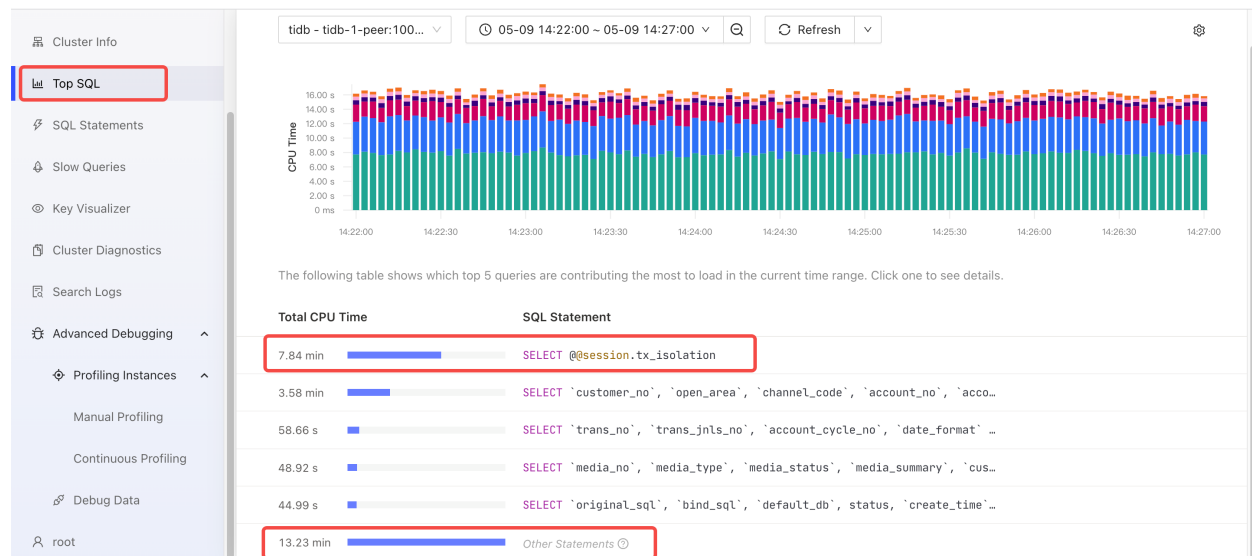 Cluster Info
Top SQL
SQL Statements
Slow Queries
Key Visualizer
Cluster Diagnostics
Search Logs
Advanced Debugging
Profiling Instances
Manual Profiling
Continuous Profiling
Debug Data
root
tidb - tidb-1-peer:100...
05-09 14:22:00 ~ 05-09 14:27:00
Refresh
CPU Time
16.00 s
14.00 s
12.00 s
10.00 s
8.00 s
6.00 s
4.00 s
2.00 s
0 ms
14:22:00 14:22:30 14:23:00 14:23:30 14:24:00 14:24:30 14:25:00 14:25:30 14:26:00 14:26:30 14:27:00
The following table shows which top 5 queries are contributing the most to load in the current time range. Click one to see details.
Total CPU Time SQL Statement
7.84 min SELECT @@session.tx_isolation
3.58 min SELECT `customer_no`, `open_area`, `channel_code`, `account_no`, `acco…
58.66 s SELECT `trans_no`, `trans_jnls_no`, `account_cycle_no`, `date_format` …
48.92 s SELECT `media_no`, `media_type`, `media_status`, `media_summary`, `cus…
44.99 s SELECT `original_sql`, `bind_sql`, `default_db`, status, `create_time`…
13.23 min Other Statements